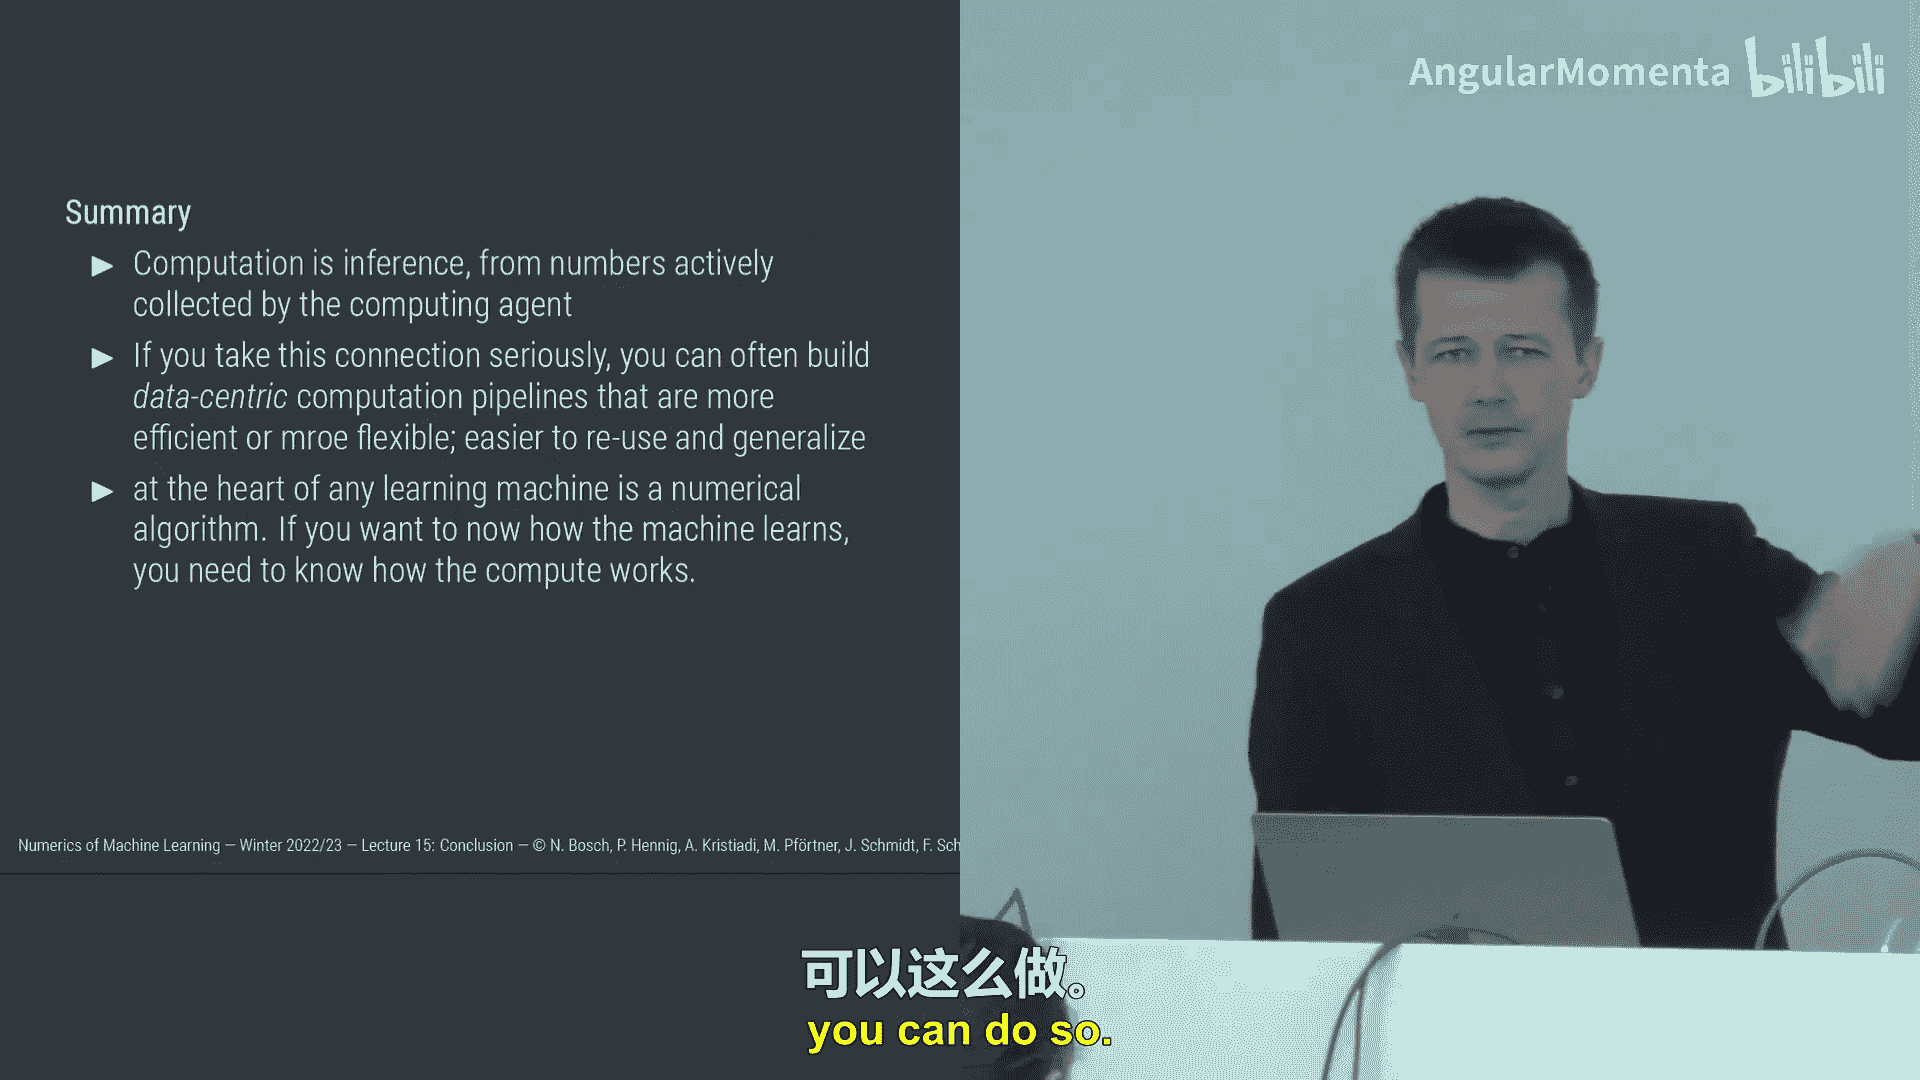 AngularMomenta bilibili
Summary
► Computation is inference, from numbers actively
collected by the computing agent
► If you take this connection seriously, you can often build
data-centric computation pipelines that are more
efficient or mroe flexible; easier to re-use and generalize
► at the heart of any learning machine is a numerical
algorithm. If you want to now how the machine learns,
you need to know how the compute works.
Numerics of Machine Learning — Winter 2022/23 — Lecture 15: Conclusion — © N. Bosch, P. Hennig, A. Kristiadi, M. Pförtner, J. Schmidt, F. Sch
可以这么做。
you can do so.